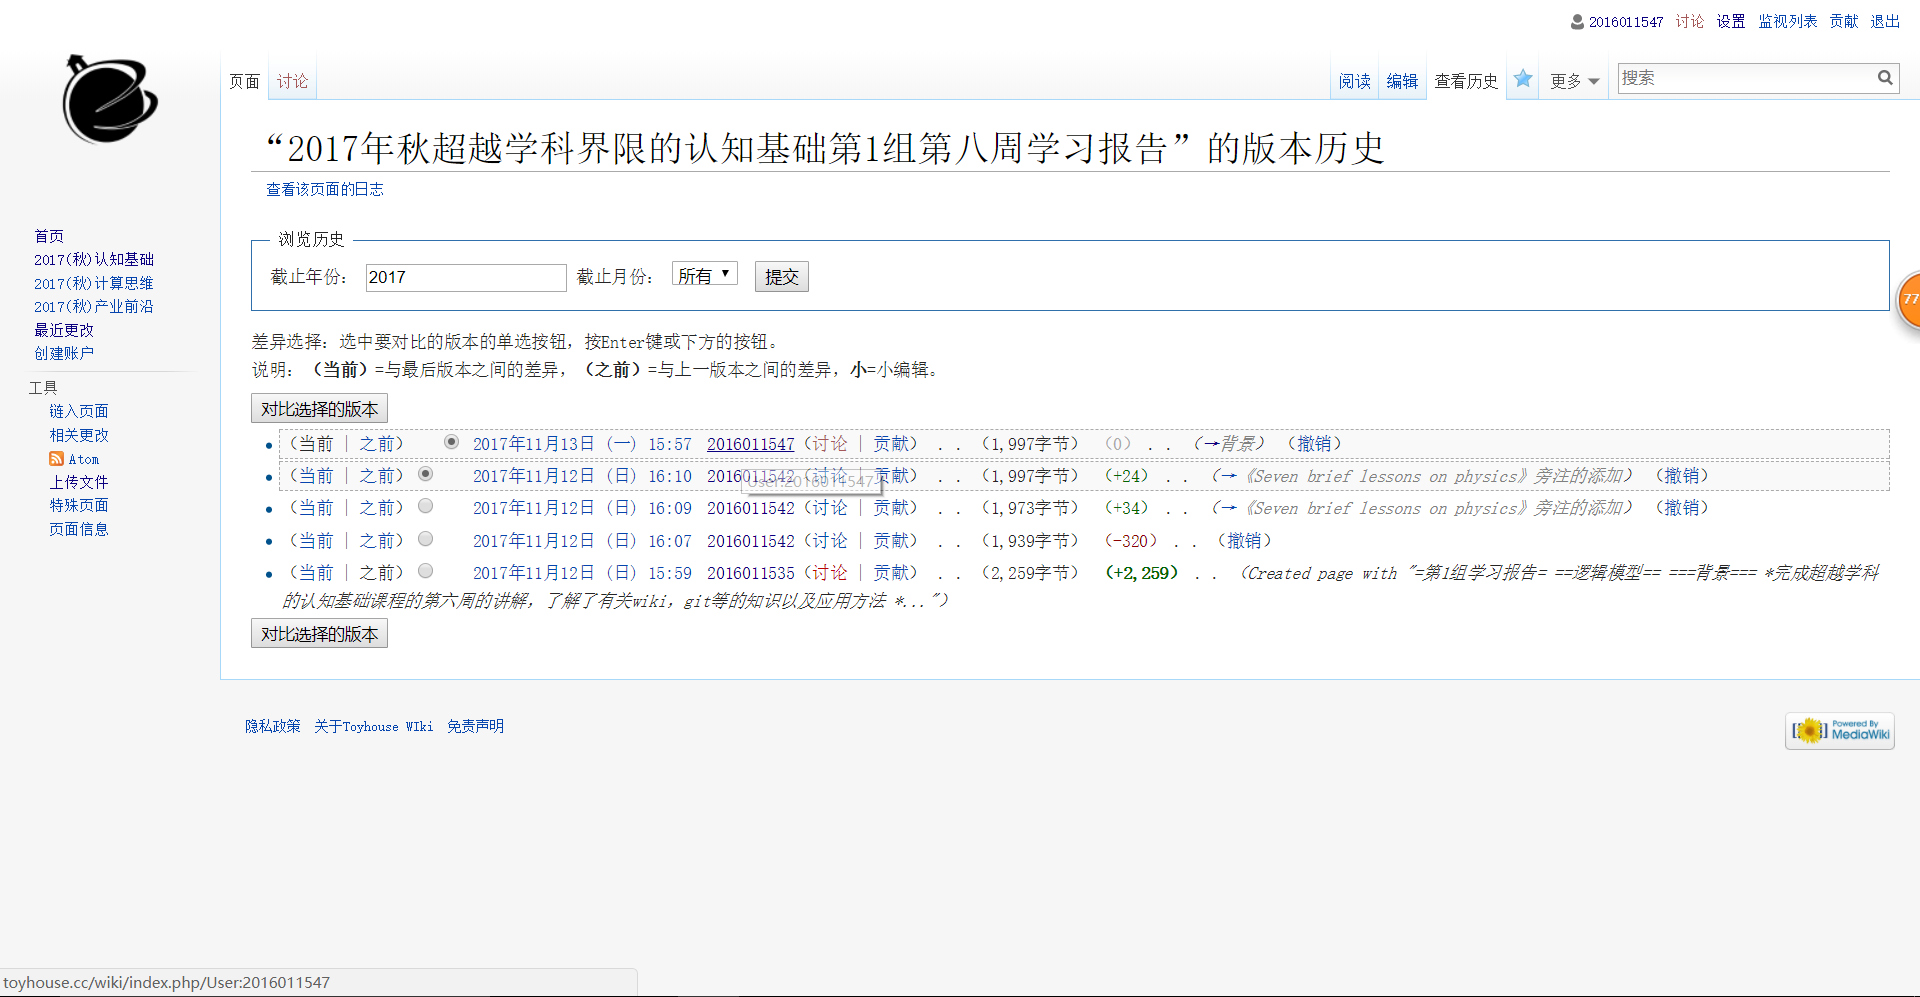 2016011547 讨论 设置 监视列表 贡献 退出
页面 讨论 阅读 编辑 查看历史 更多 搜索
“2017年秋超越学科界限的认知基础第1组第八周学习报告”的版本历史
查看该页面的日志
首页
2017(秋)认知基础
2017(秋)计算思维
2017(秋)产业前沿
最近更改
创建账户
工具
链入页面
相关更改
Atom
上传文件
特殊页面
页面信息
浏览历史
截止年份： 2017 截止月份： 所有 提交
77
差异选择：选中要对比的版本的单选按钮，按Enter键或下方的按钮。
说明：（当前）=与最后版本之间的差异，（之前）=与上一版本之间的差异，小=小编辑。
对比选择的版本
（当前 | 之前） 2017年11月13日 (一) 15:57 2016011547（讨论 | 贡献） . . （1,997字节） （0） . . （→背景） （撤销）
（当前 | 之前） 2017年11月12日 (日) 16:10 2016011542（讨论 | 贡献） . . （1,997字节） （+24） . . （→《Seven brief lessons on physics》旁注的添加） （撤销）
User:2016011547
（当前 | 之前） 2017年11月12日 (日) 16:09 2016011542（讨论 | 贡献） . . （1,973字节） （+34） . . （→《Seven brief lessons on physics》旁注的添加） （撤销）
（当前 | 之前） 2017年11月12日 (日) 16:07 2016011542（讨论 | 贡献） . . （1,939字节） （-320） . . （撤销）
（当前 | 之前） 2017年11月12日 (日) 15:59 2016011535（讨论 | 贡献） . . （2,259字节） （+2,259） . . （Created page with "=第1组学习报告= ==逻辑模型== ===背景=== *完成超越学科
的认知基础课程的第六周的讲解，了解了有关wiki，git等的知识以及应用方法 *..."）
对比选择的版本
隐私政策 关于Toyhouse WIki 免责声明
Powered By
MediaWiki
toyhouse.cc/wiki/index.php/User:2016011547